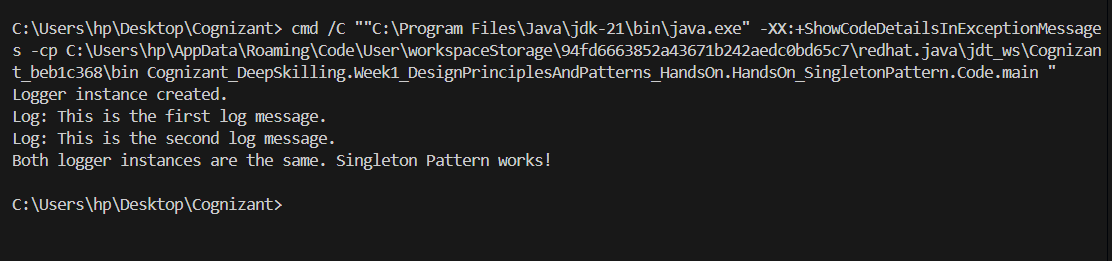 C:\Users\hp\Desktop\Cognizant> cmd /C ""C:\Program Files\Java\jdk-21\bin\java.exe" -XX:+ShowCodeDetailsInExceptionMessage
s -cp C:\Users\hp\AppData\Roaming\Code\User\workspaceStorage\94fd6663852a43671b242aedc0bd65c7\redhat.java\jdt_ws\Cognizan
t_beb1c368\bin Cognizant_DeepSkilling.Week1_DesignPrinciplesAndPatterns_HandsOn.HandsOn_SingletonPattern.Code.main "
Logger instance created.
Log: This is the first log message.
Log: This is the second log message.
Both logger instances are the same. Singleton Pattern works!
C:\Users\hp\Desktop\Cognizant>